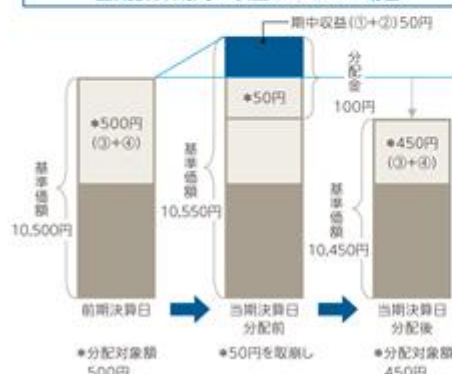 期中収益(①+②)50円
分配金
100円
*50円
*500円
(③+④)
*450円
(③+④)
基準価額
10,500円
基準価額
10,550円
基準価額
10,450円
前期決算日
当期決算日
分配前
当期決算日
分配後
*分配対象額
500円
*50円を取崩し
*分配対象額
450円